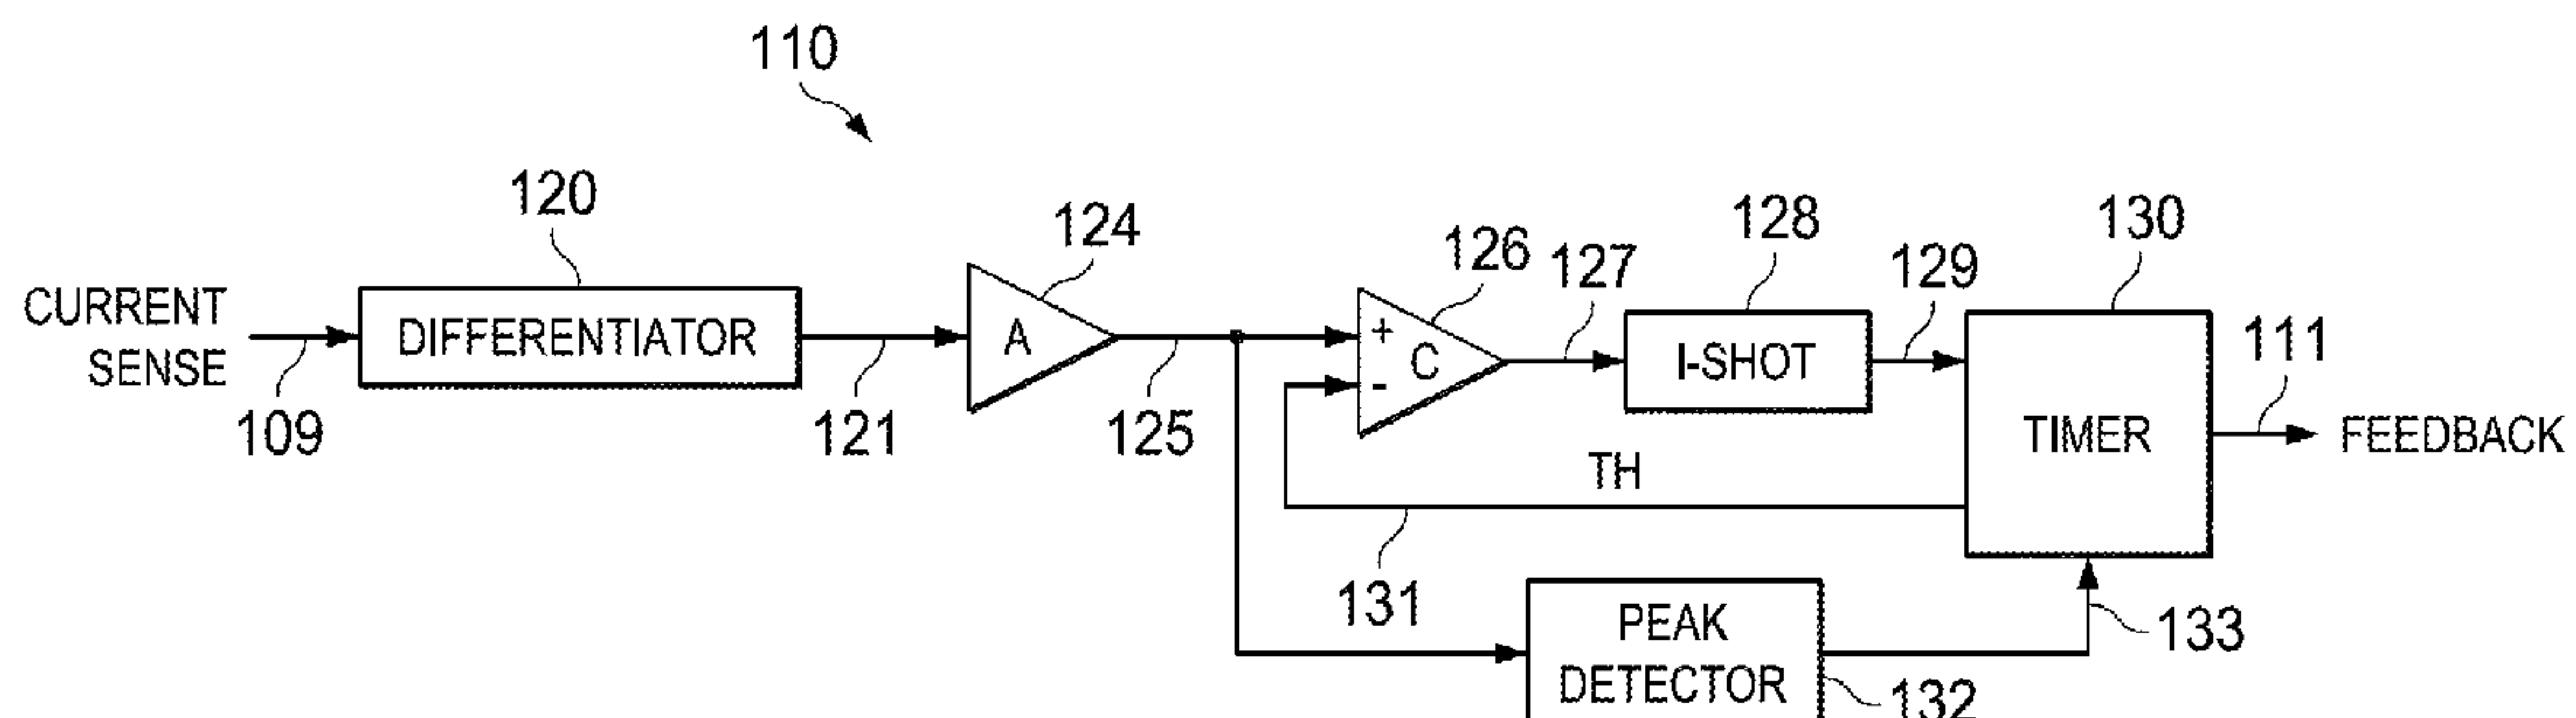 110
120
124
126
127
128
129
130
111
CURRENT
SENSE
109
DIFFERENTIATOR
121
A
125
+
-
C
I-SHOT
TIMER
FEEDBACK
TH
131
PEAK
DETECTOR
132
133